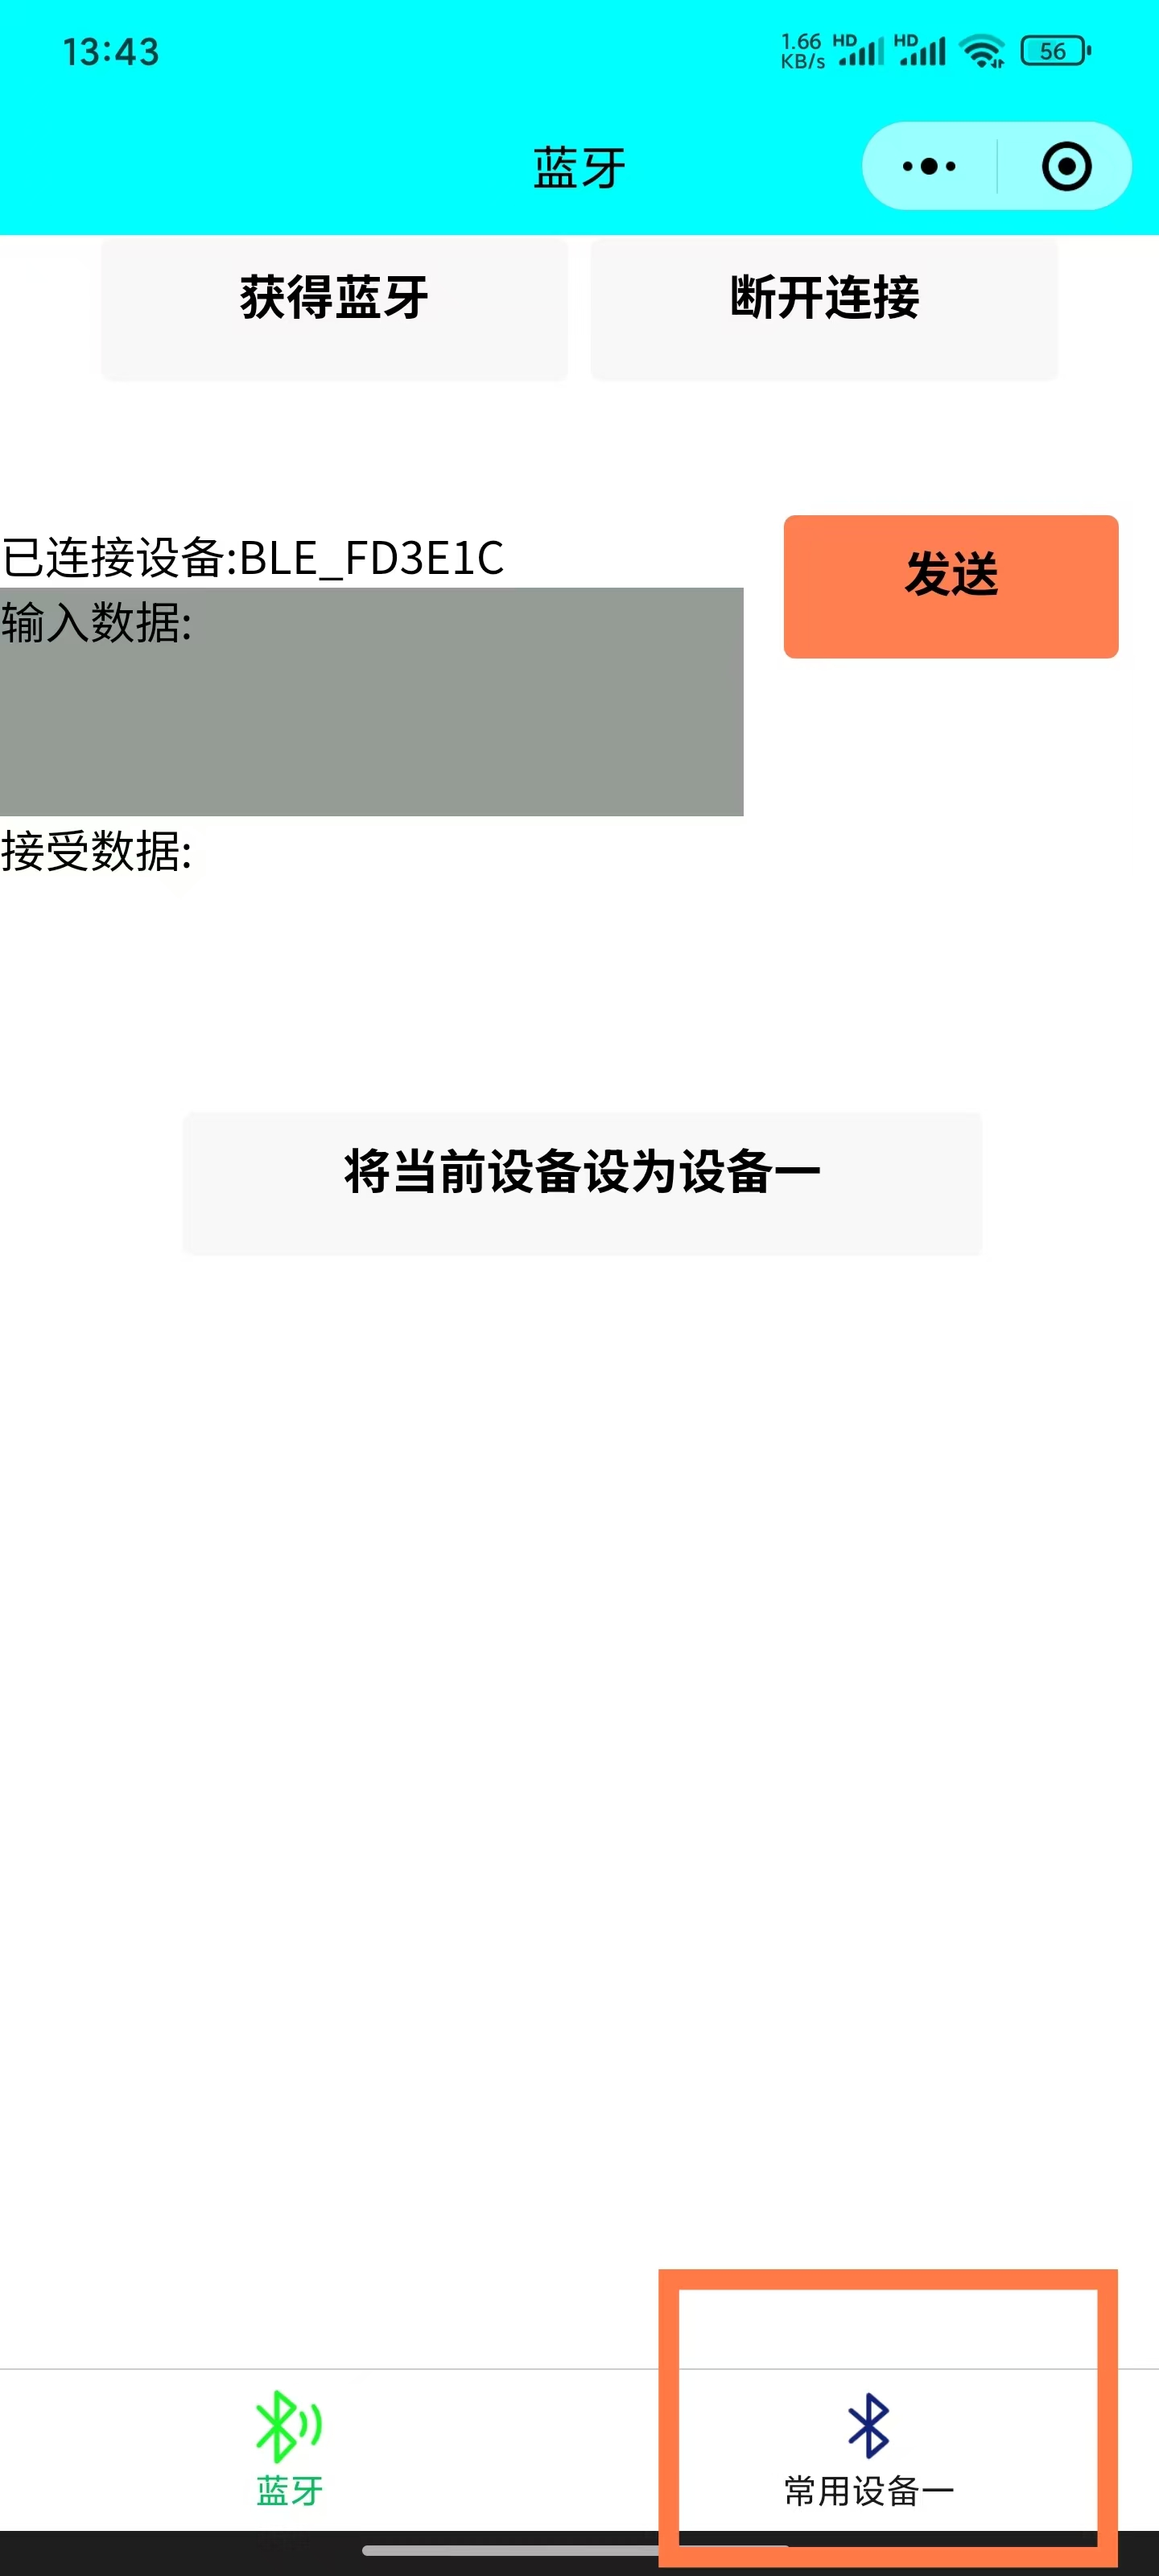 13:43
1.66 KB/s HD HD 56
蓝牙
获得蓝牙 断开连接
已连接设备:BLE_FD3E1C
发送
输入数据:
接受数据:
将当前设备设为设备一
蓝牙 常用设备一